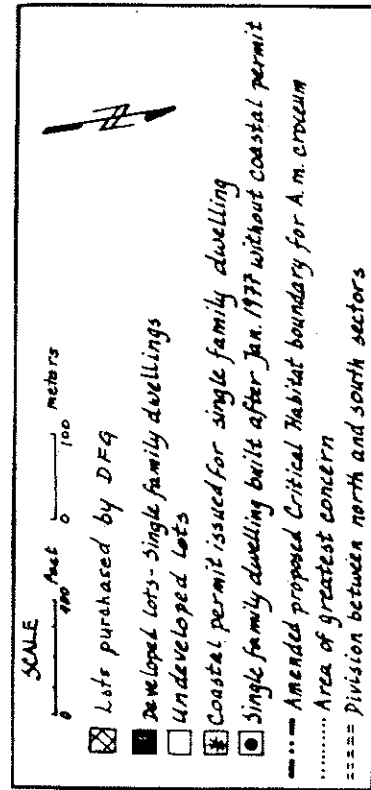 SCALE
0 400 feet 0 100 meters
Lots purchased by DFG
Developed Lots - Single family dwellings
Undeveloped Lots
Coastal permit issued for single family dwelling
Single family dwelling built after Jan. 1977 without coastal permit
Amended proposed Critical Habitat boundary for A. m. croceum
Area of greatest concern
Division between north and south sectors